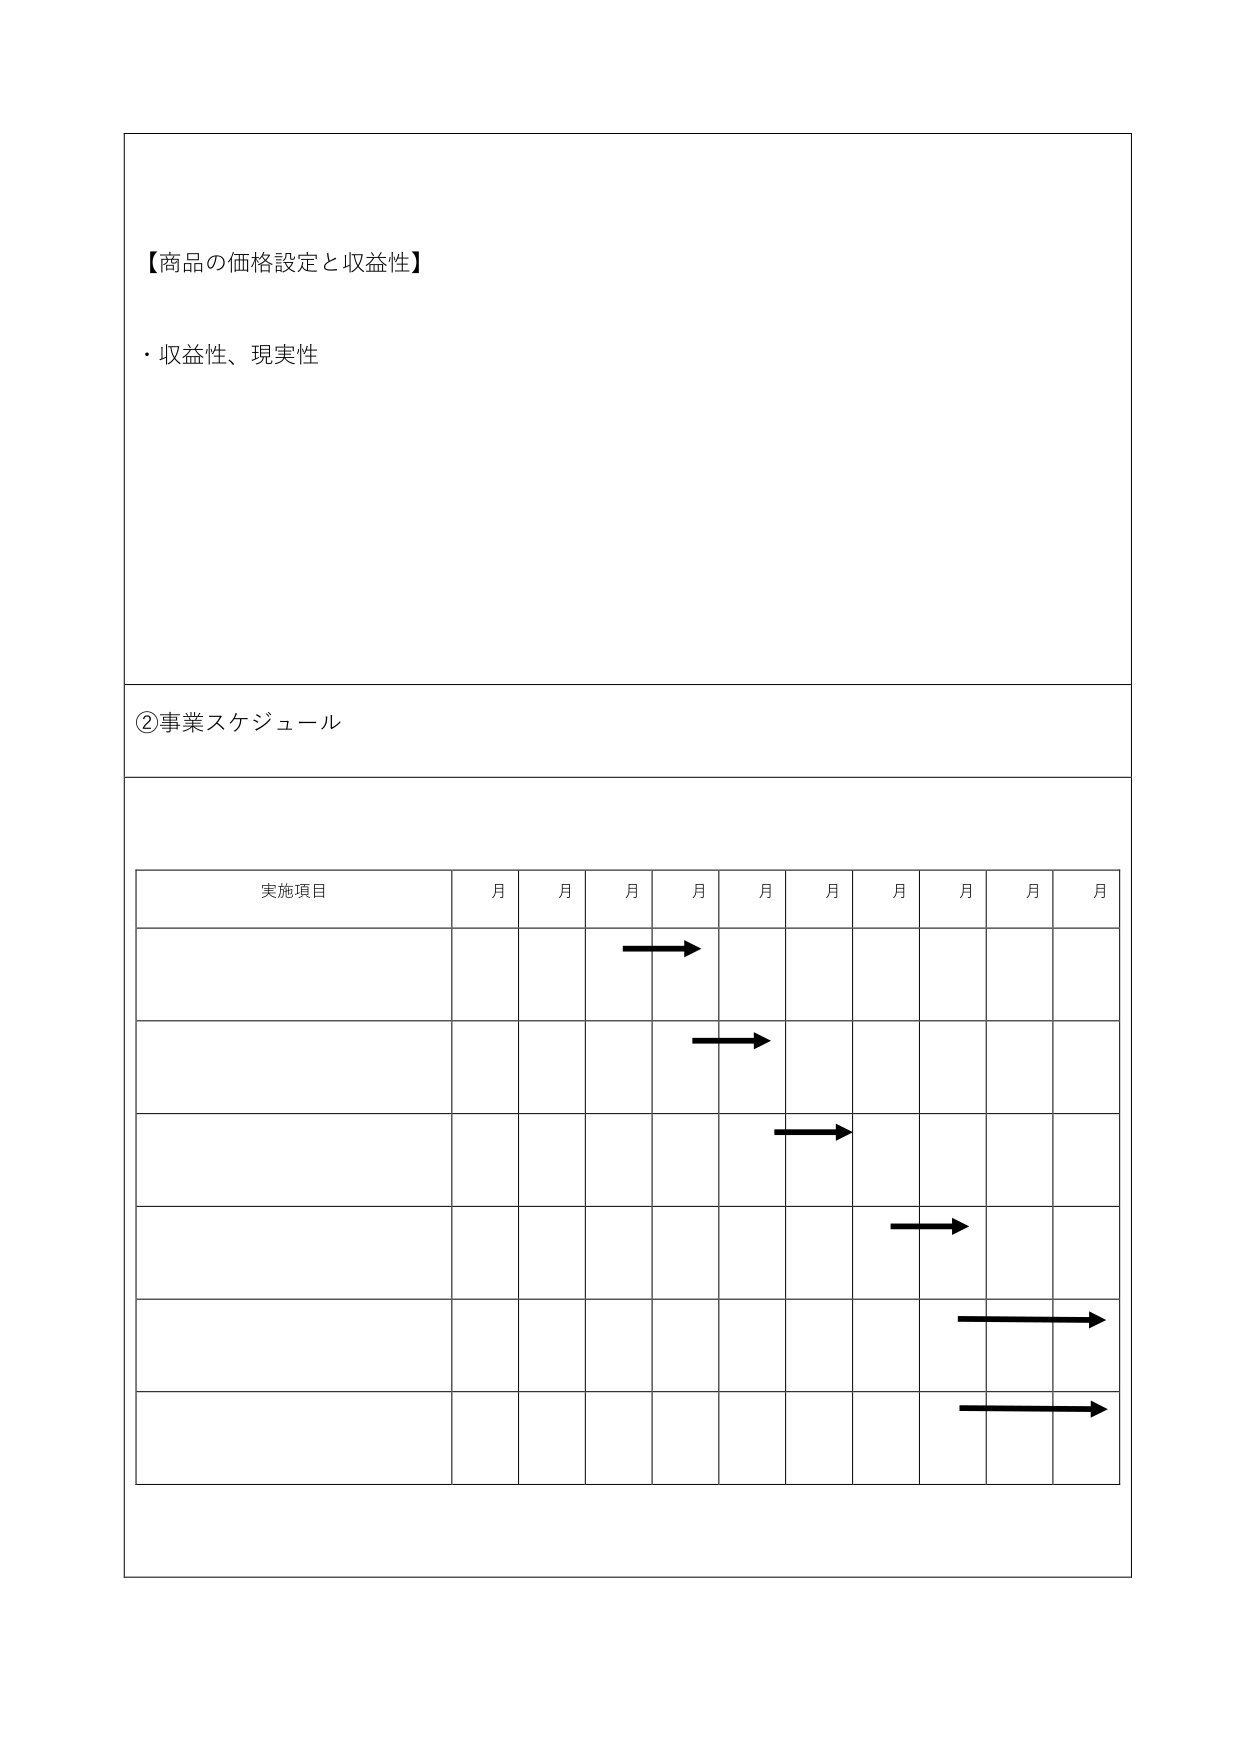 【商品の価格設定と収益性】
・収益性、現実性
②事業スケジュール
実施項目 月 月 月 月 月 月 月 月 月 月